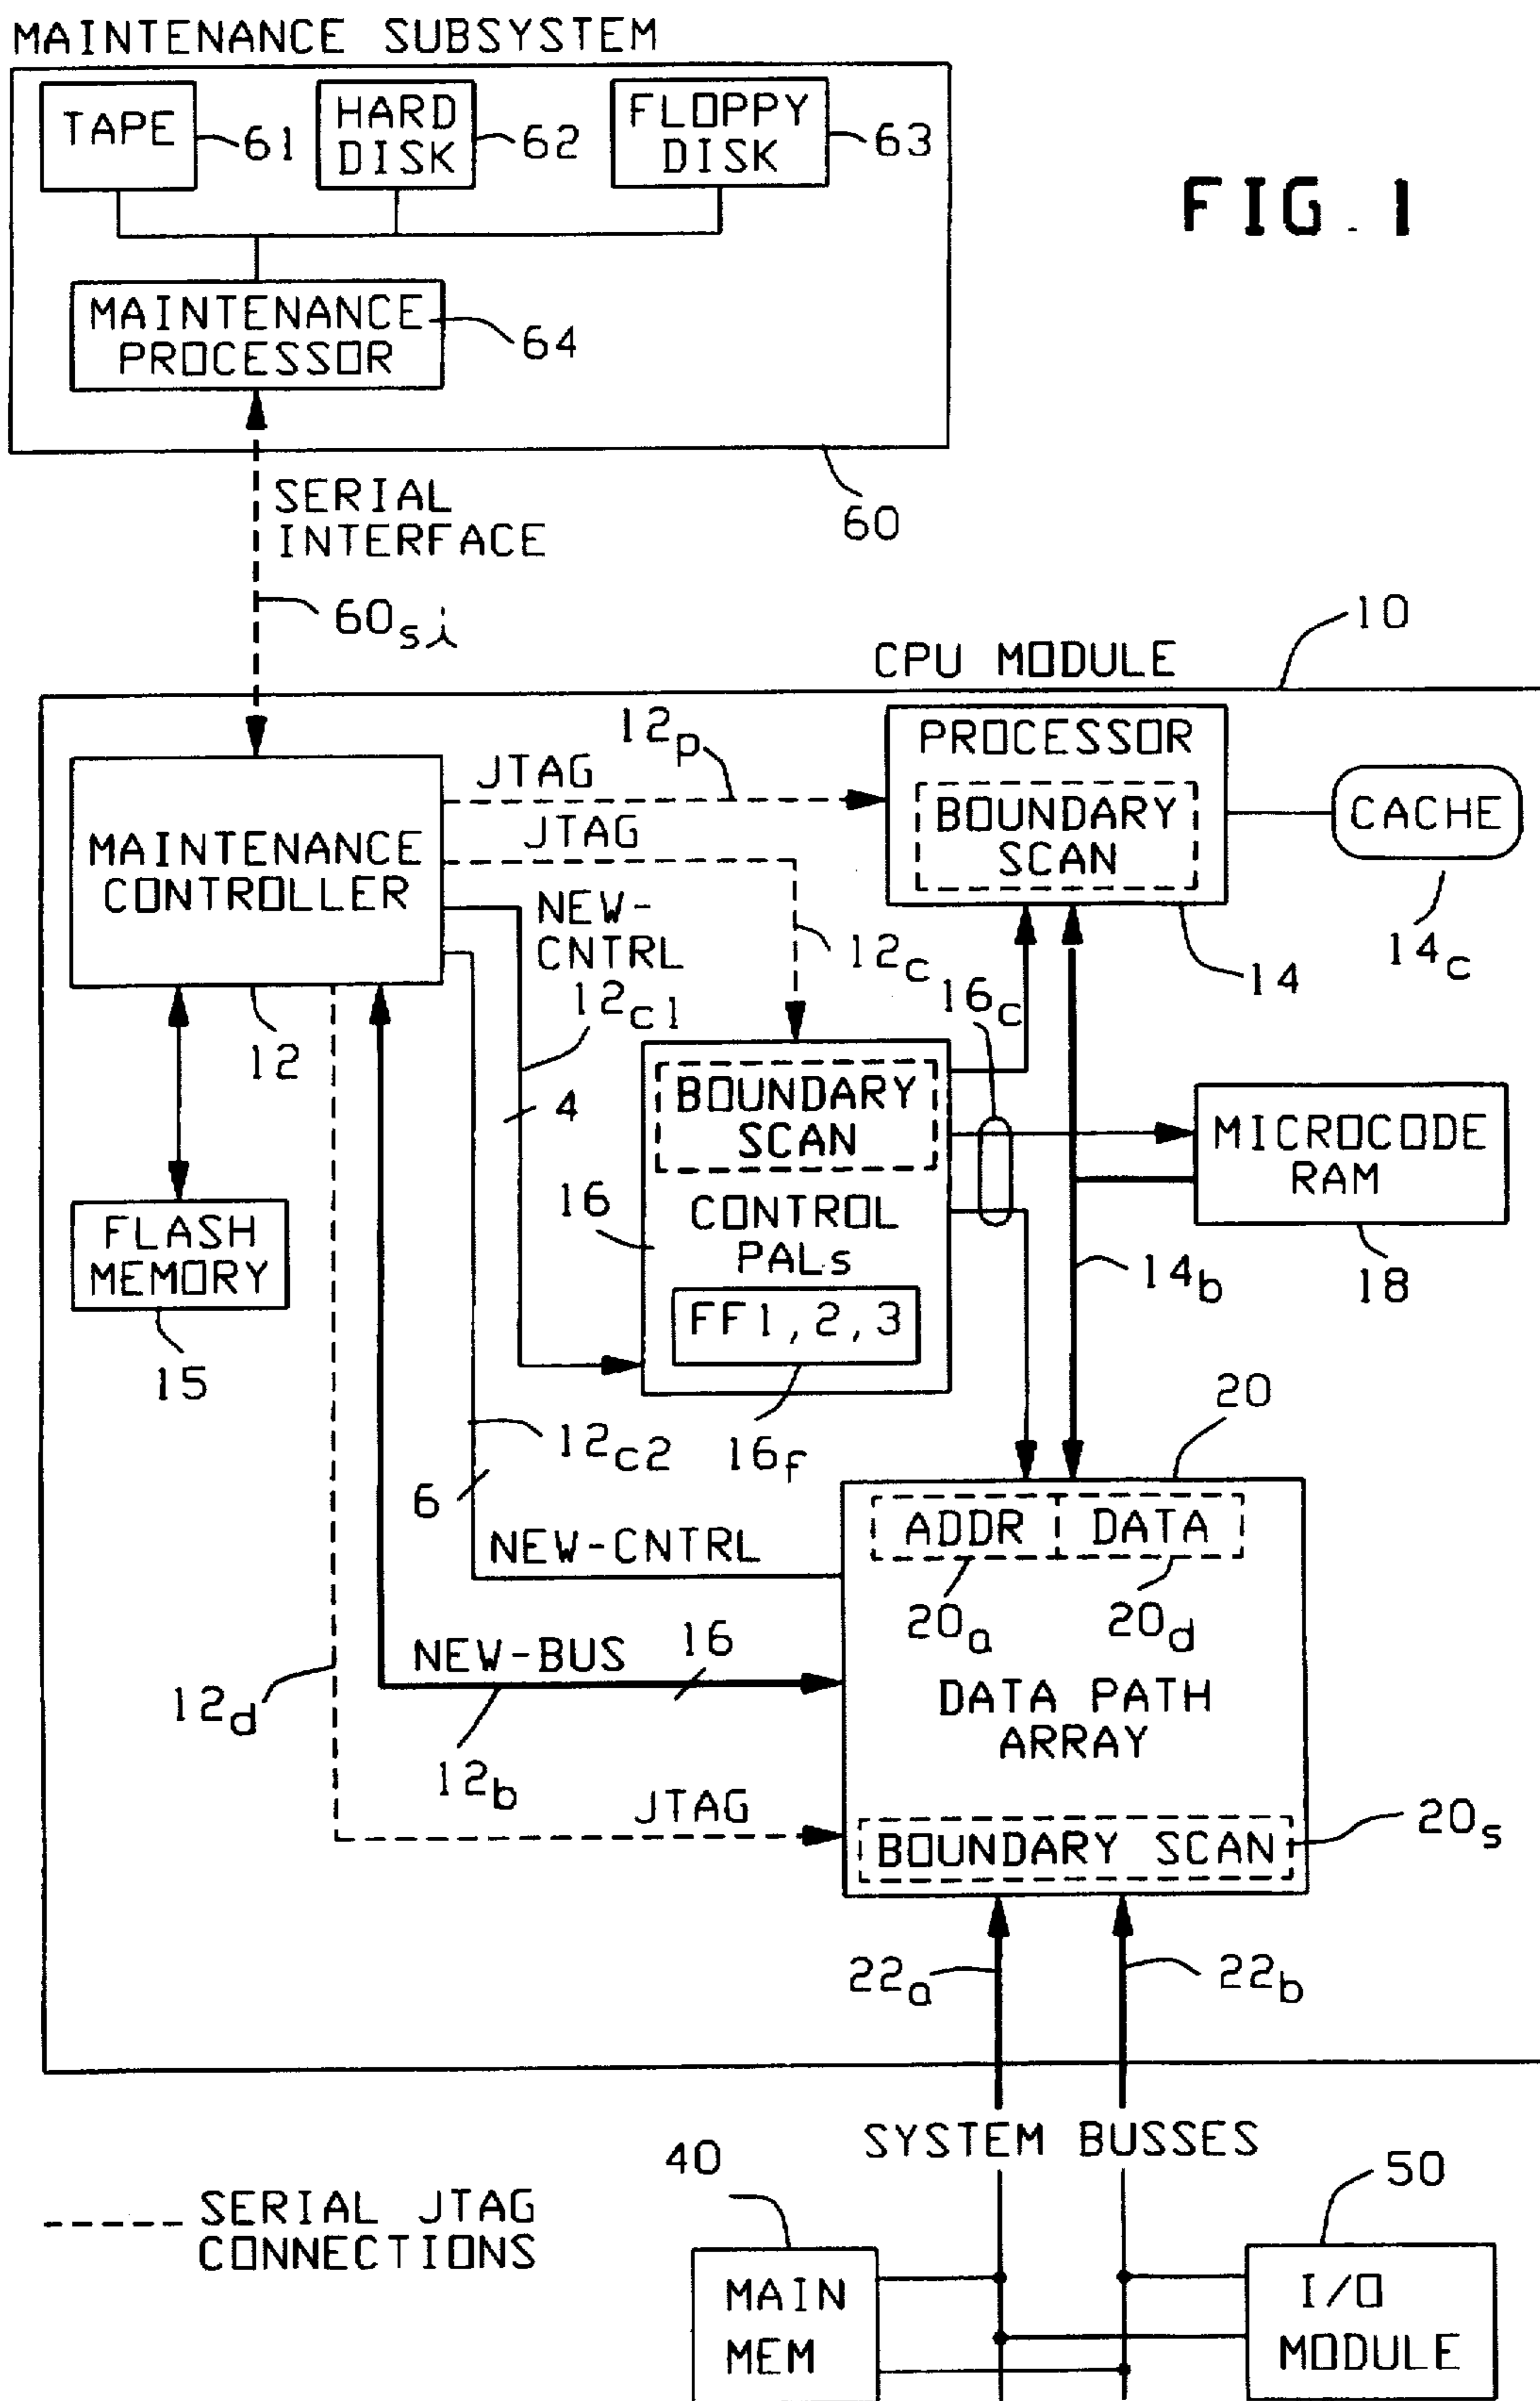 MAINTENANCE SUBSYSTEM
TAPE
61
HARD
DISK
62
FLOPPY
DISK
63
FIG. 1
MAINTENANCE
PROCESSOR
64
60
SERIAL
INTERFACE
60si
10
CPU MODULE
MAINTENANCE
CONTROLLER
12
JTAG
12p
JTAG
12c
PROCESSOR
BOUNDARY
SCAN
14
CACHE
14c
NEW-
CNTRL
12c1
4
16c
BOUNDARY
SCAN
CONTROL
PALs
16
FF1,2,3
16f
MICROCODE
RAM
18
14b
FLASH
MEMORY
15
12c2
6
NEW-CNTRL
20
ADDR
DATA
20a
20d
NEW-BUS
16
12b
12d
DATA PATH
ARRAY
JTAG
BOUNDARY SCAN
20s
22a
22b
SYSTEM BUSSES
SERIAL JTAG
CONNECTIONS
40
MAIN
MEM
50
I/O
MODULE